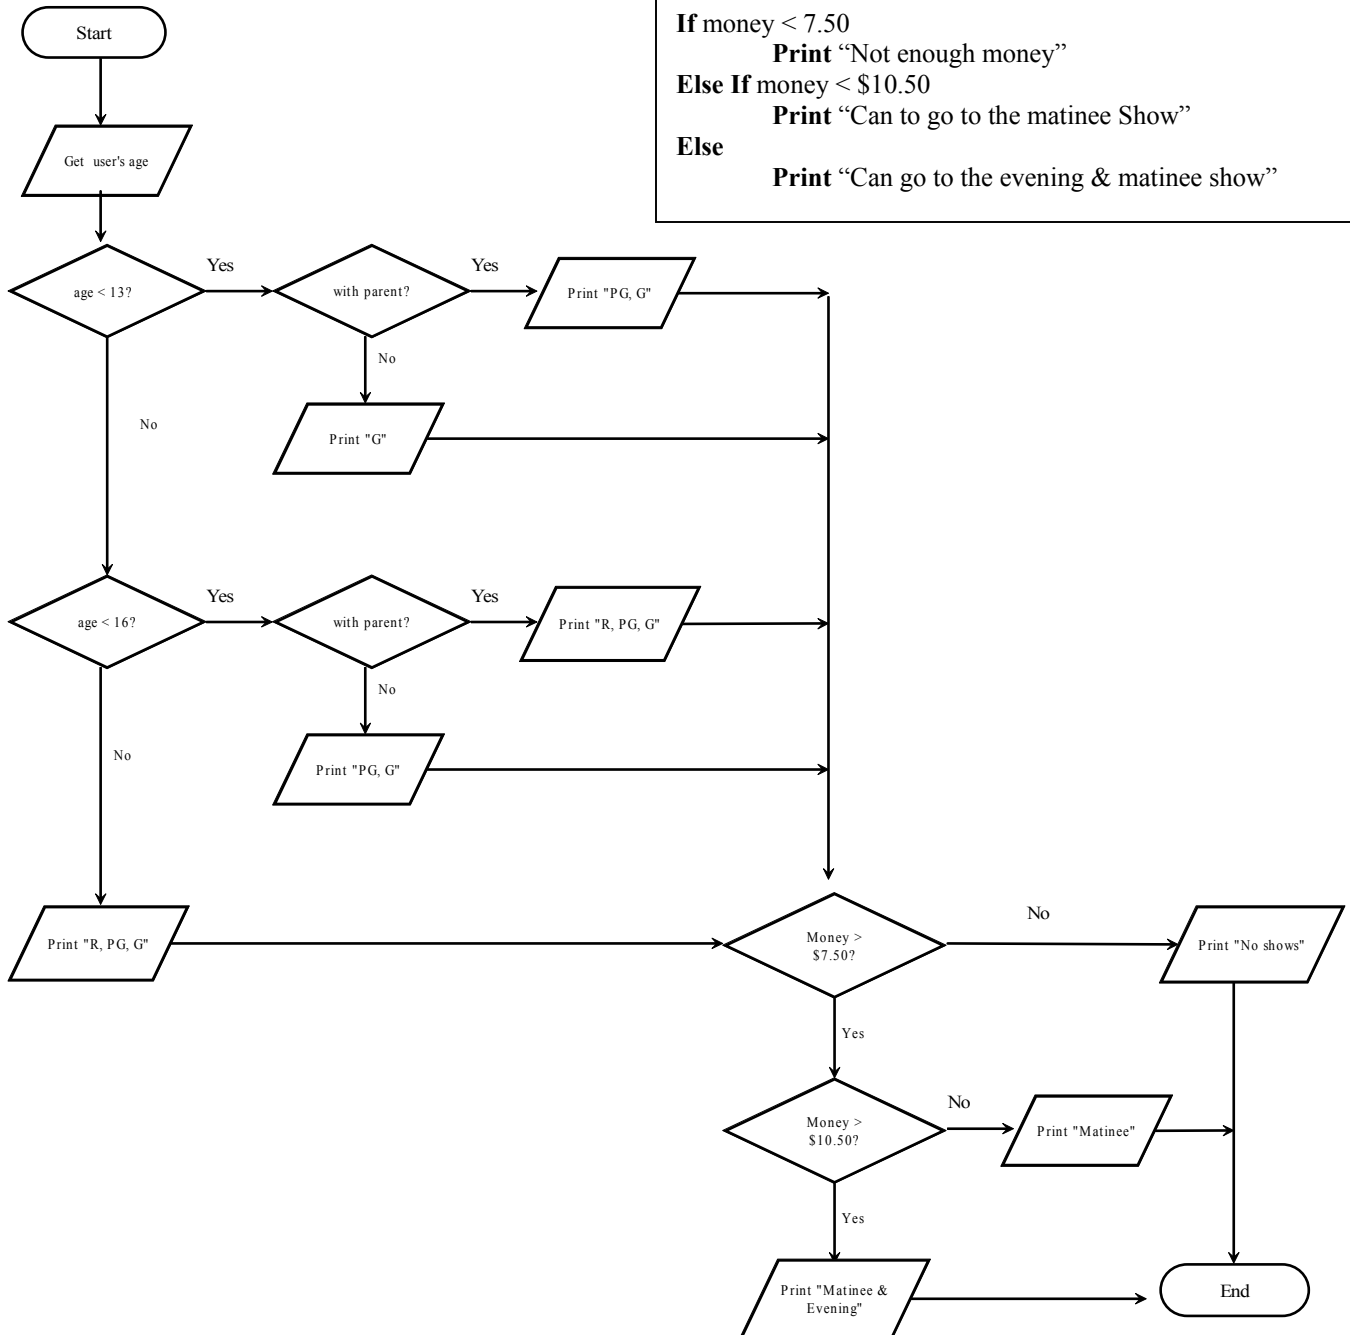 Start
If money < 7.50
Print “Not enough money”
Else If money < $10.50
Print “Can to go to the matinee Show”
Else
Print “Can go to the evening & matinee show”
Get user's age
age < 13?
Yes
with parent?
Yes
Print "PG, G"
No
Print "G"
No
age < 16?
Yes
with parent?
Yes
Print "R, PG, G"
No
Print "PG, G"
No
Print "R, PG, G"
Money >
$7.50?
No
Print "No shows"
Yes
Money >
$10.50?
No
Print "Matinee"
Yes
Print "Matinee &
Evening"
End